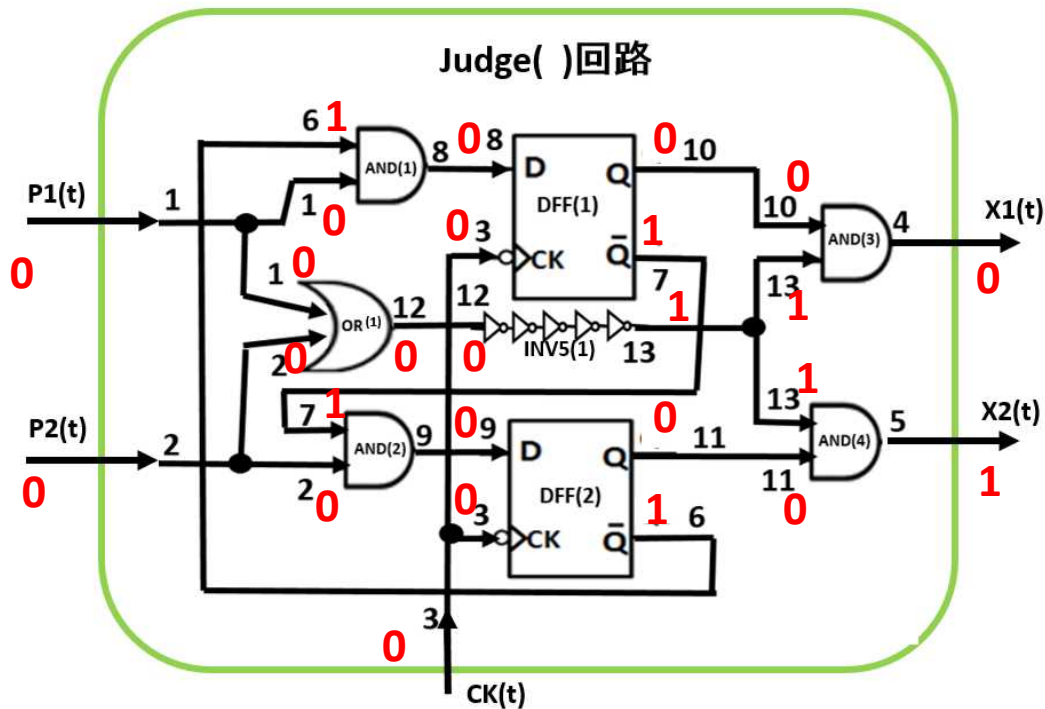 Judge( )回路
6 1
AND(1)
8 0 8
D
Q
0 10
DFF(1)
P1(t)
1
1 0
0
0 3
CK
Q̅
1
7
0
10
AND(3)
4
X1(t)
0
1 0
OR(1)
12
0
12
0
INV5(1)
1
13
13
1
2 0
7 1
AND(2)
9 0 9
D
Q
0
11
DFF(2)
P2(t)
2
0
2 0
0 3
CK
Q̅
1 6
13 1
AND(4)
5
X2(t)
1
11 0
3
0
CK(t)